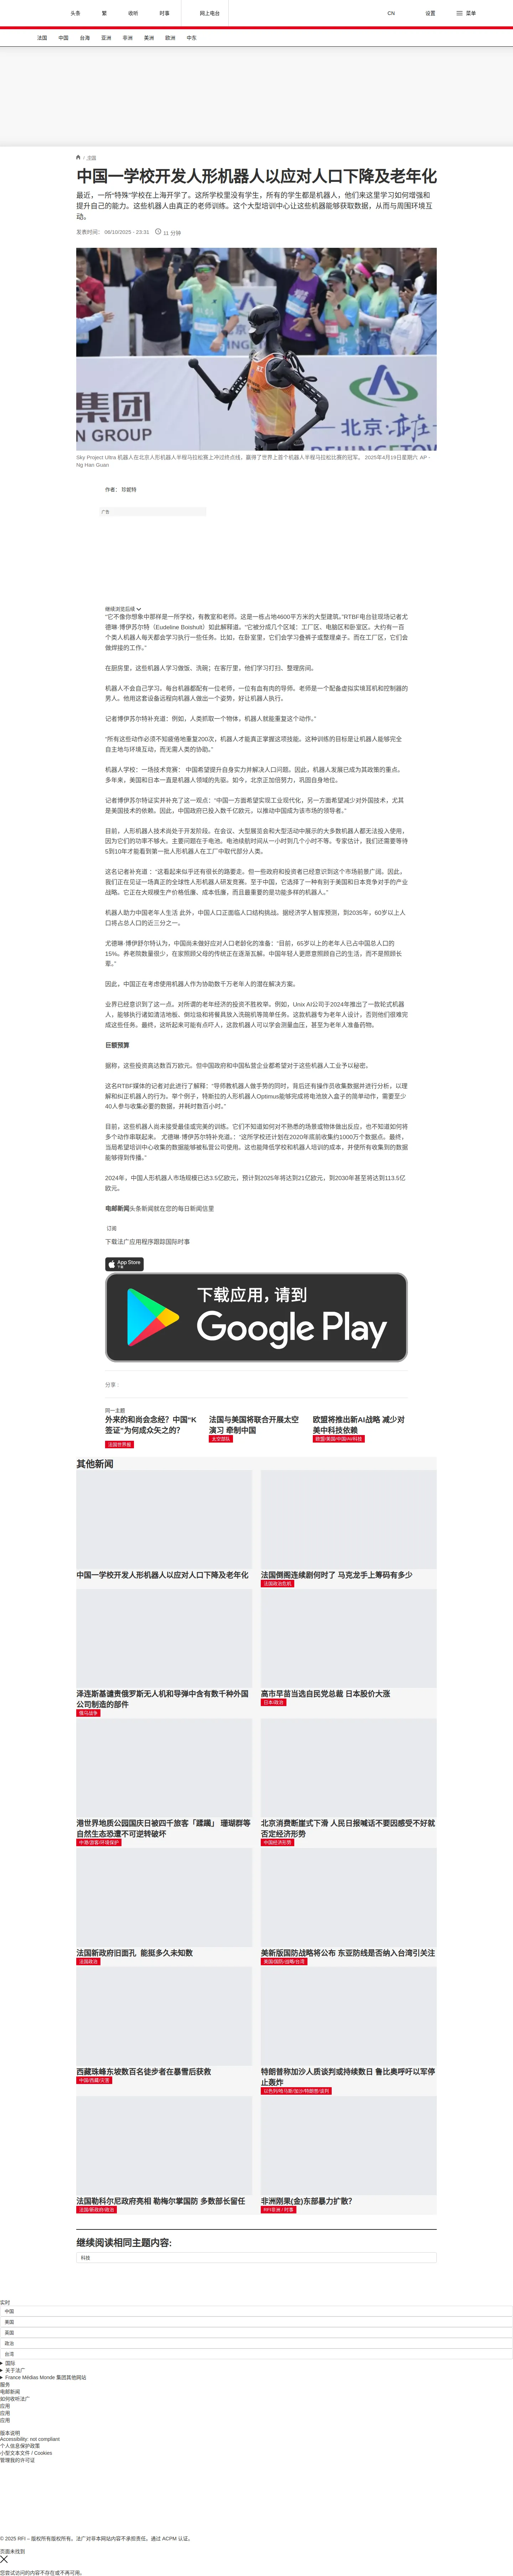 头条
繁
收听
时事
网上电台
CN
设置
菜单
法国
中国
台海
亚洲
非洲
美洲
欧洲
中东
/ 中国
中国一学校开发人形机器人以应对人口下降及老年化
最近，一所"特殊"学校在上海开学了。这所学校里没有学生，所有的学生都是机器人，他们来这里学习如何增强和
提升自己的能力。这些机器人由真正的老师训练。这个大型培训中心让这些机器能够获取数据，从而与周围环境互
动。
发表时间： 06/10/2025 - 23:31
11 分钟
集团
AN GROUP
KE
北京·亦庄
BEIJING·ETOWN
Sky Project Ultra 机器人在北京人形机器人半程马拉松赛上冲过终点线，赢得了世界上首个机器人半程马拉松比赛的冠军。 2025年4月19日星期六. AP -
Ng Han Guan
作者： 珍妮特
广告
继续浏览后续
"它不像你想象中那样是一所学校，有教室和老师。这是一栋占地4600平方米的大型建筑，"RTBF电台驻现场记者尤
德琳·博伊苏尔特（Eudeline Boishult）如此解释道。"它被分成几个区域：工厂区、电脑区和卧室区。大约有一百
个类人机器人每天都会学习执行一些任务。比如，在卧室里，它们会学习叠裤子或整理桌子。而在工厂区，它们会
做焊接的工作。"
在厨房里，这些机器人学习做饭、洗碗；在客厅里，他们学习打扫、整理房间。
机器人不会自己学习。每台机器都配有一位老师，一位有血有肉的导师。老师是一个配备虚拟实境耳机和控制器的
男人。他用这套设备远程向机器人做出一个姿势，好让机器人执行。
记者博伊苏尔特补充道：例如，人类抓取一个物体，机器人就能重复这个动作。"
"所有这些动作必须不知疲倦地重复200次，机器人才能真正掌握这项技能。这种训练的目标是让机器人能够完全
自主地与环境互动，而无需人类的协助。"
机器人学校：一场技术竞赛： 中国希望提升自身实力并解决人口问题。因此，机器人发展已成为其政策的重点。
多年来，美国和日本一直是机器人领域的先驱。如今，北京正加倍努力，巩固自身地位。
记者博伊苏尔特证实并补充了这一观点："中国一方面希望实现工业现代化，另一方面希望减少对外国技术，尤其
是美国技术的依赖。因此，中国政府已投入数千亿欧元，以推动中国成为该市场的领导者。"
目前，人形机器人技术尚处于开发阶段。在会议、大型展览会和大型活动中展示的大多数机器人都无法投入使用，
因为它们的功率不够大。主要问题在于电池。电池续航时间从一小时到几个小时不等。专家估计，我们还需要等待
5到10年才能看到第一批人形机器人在工厂中取代部分人类。
这名记者补充道 ："这看起来似乎还有很长的路要走。但一些政府和投资者已经意识到这个市场前景广阔。因此，
我们正在见证一场真正的全球性人形机器人研发竞赛。至于中国，它选择了一种有别于美国和日本竞争对手的产业
战略。它正在大规模生产价格低廉、成本低廉，而且最重要的是功能多样的机器人。"
机器人助力中国老年人生活 此外，中国人口正面临人口结构挑战。据经济学人智库预测，到2035年，60岁以上人
口将占总人口的近三分之一。
尤德琳·博伊舒尔特认为，中国尚未做好应对人口老龄化的准备："目前，65岁以上的老年人已占中国总人口的
15%。养老院数量很少，在家照顾父母的传统正在逐渐瓦解。中国年轻人更愿意照顾自己的生活，而不是照顾长
辈。"
因此，中国正在考虑使用机器人作为协助数千万老年人的潜在解决方案。
业界已经意识到了这一点。对所谓的老年经济的投资不胜枚举。例如，Unix AI公司于2024年推出了一款轮式机器
人，能够执行诸如清洁地板、倒垃圾和将餐具放入洗碗机等简单任务。这款机器专为老年人设计，否则他们很难完
成这些任务。最终，这听起来可能有点吓人，这款机器人可以学会测量血压，甚至为老年人准备药物。
巨额预算
据称，这些投资高达数百万欧元。但中国政府和中国私营企业都希望对于这些机器人工业予以秘密。
这名RTBF媒体的记者对此进行了解释："导师教机器人做手势的同时，背后还有操作员收集数据并进行分析，以理
解和纠正机器人的行为。举个例子，特斯拉的人形机器人Optimus能够完成将电池放入盒子的简单动作，需要至少
40人参与收集必要的数据，并耗时数百小时。"
目前，这些机器人尚未接受最佳或完美的训练。它们不知道如何对不熟悉的场景或物体做出反应，也不知道如何将
多个动作串联起来。 尤德琳·博伊苏尔特补充道。："这所学校还计划在2020年底前收集约1000万个数据点。最终，
当局希望培训中心收集的数据能够被私营公司使用。这也能降低学校和机器人培训的成本，并使所有收集到的数据
能够得到传播。"
2024年，中国人形机器人市场规模已达3.5亿欧元，预计到2025年将达到21亿欧元，到2030年甚至将达到113.5亿
欧元。
电邮新闻头条新闻就在您的每日新闻信里
订阅
下载法广应用程序跟踪国际时事
App Store
下载
下载应用，请到
Google Play
分享 :
同一主题
外来的和尚会念经？中国"K
签证"为何成众矢之的？
法国世界报
法国与美国将联合开展太空
演习 牵制中国
太空部队
欧盟将推出新AI战略 减少对
美中科技依赖
欧盟/美国/中国/AI/科技
其他新闻
中国一学校开发人形机器人以应对人口下降及老年化
法国倒阁连续剧何时了 马克龙手上筹码有多少
法国政治危机
泽连斯基谴责俄罗斯无人机和导弹中含有数千种外国
公司制造的部件
俄乌战争
高市早苗当选自民党总裁 日本股价大涨
日本/政治
港世界地质公园国庆日被四千旅客「蹂躏」 珊瑚群等
自然生态恐遭不可逆转破坏
中港/游客/环境保护
北京消费断崖式下滑 人民日报喊话不要因感受不好就
否定经济形势
中国经济形势
法国新政府旧面孔 能挺多久未知数
法国政治
美新版国防战略将公布 东亚防线是否纳入台湾引关注
美国/国防/战略/台湾
西藏珠峰东坡数百名徒步者在暴雪后获救
中国/西藏/灾害
特朗普称加沙人质谈判或持续数日 鲁比奥呼吁以军停
止轰炸
以色列/哈马斯/加沙/特朗普/谈判
法国勒科尔尼政府亮相 勒梅尔掌国防 多数部长留任
法国/新政府/政治
非洲刚果(金)东部暴力扩散?
RFI非洲 / 时事
继续阅读相同主题内容:
科技
实时
中国
美国
英国
政治
台湾
国际
关于法广
France Médias Monde 集团其他网站
服务
电邮新闻
如何收听法广
应用
应用
应用
版本说明
Accessibility: not compliant
个人信息保护政策
小型文本文件 / Cookies
管理我的许可证
© 2025 RFI – 版权所有版权所有。法广对非本网站内容不承担责任。通过 ACPM 认证。
页面未找到
您尝试访问的内容不存在或不再可用。